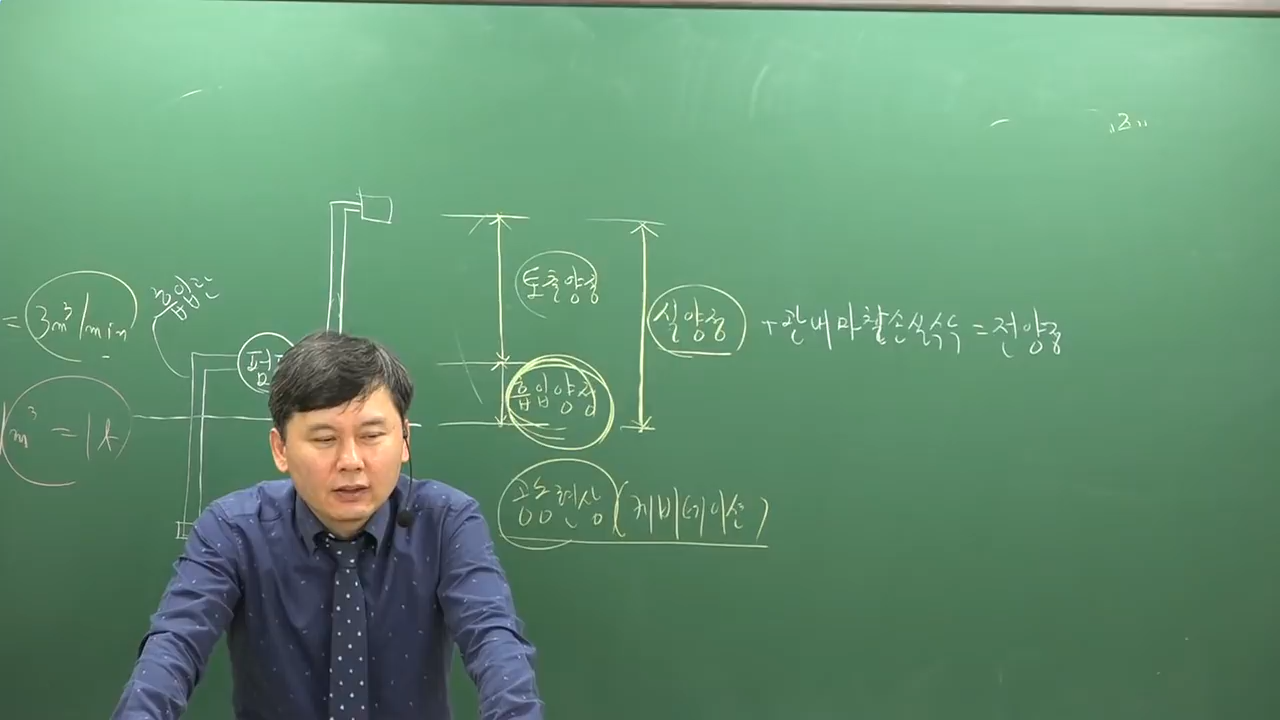 토출양정
= 3m³/min
흡입관
실양정 + 관내마찰손실수두 = 전양정
펌프
흡입양정
1m³ = 1t
공동현상(캐비테이션)